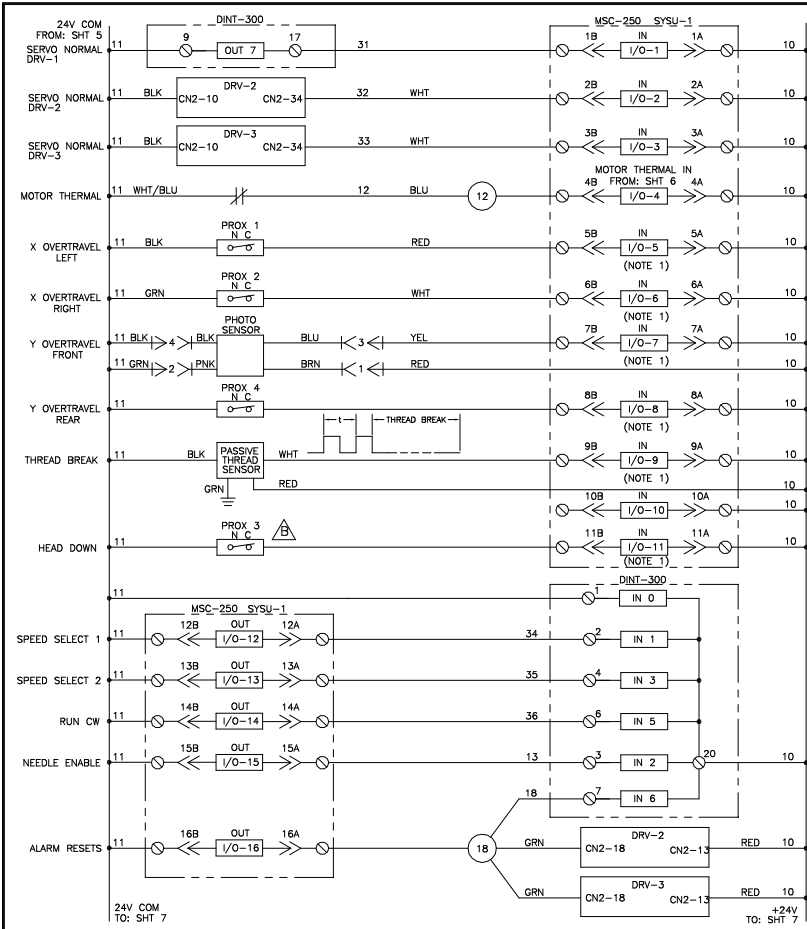 24V COM
FROM: SHT 5
DINT-300
MSC-250 SYSU-1
SERVO NORMAL
DRV-1
11
9
OUT 7
17
31
1B
IN
I/O-1
1A
10
SERVO NORMAL
DRV-2
11
BLK
DRV-2
CN2-10
CN2-34
32
WHT
2B
IN
I/O-2
2A
10
SERVO NORMAL
DRV-3
11
BLK
DRV-3
CN2-10
CN2-34
33
WHT
3B
IN
I/O-3
3A
10
MOTOR THERMAL
11
WHT/BLU
12
BLU
12
MOTOR THERMAL IN
FROM: SHT 6
4B
I/O-4
4A
10
X OVERTRAVEL
LEFT
11
BLK
PROX 1
N C
RED
5B
IN
I/O-5
5A
(NOTE 1)
10
X OVERTRAVEL
RIGHT
11
GRN
PROX 2
N C
WHT
6B
IN
I/O-6
6A
(NOTE 1)
10
Y OVERTRAVEL
FRONT
11
BLK
4
BLK
PHOTO
SENSOR
BLU
3
YEL
7B
IN
I/O-7
7A
(NOTE 1)
10
11
GRN
2
PNK
BRN
1
RED
10
Y OVERTRAVEL
REAR
11
PROX 4
N C
8B
IN
I/O-8
8A
(NOTE 1)
10
t
THREAD BREAK
THREAD BREAK
11
BLK
PASSIVE
THREAD
SENSOR
WHT
9B
IN
I/O-9
9A
(NOTE 1)
10
GRN
RED
10
10B
IN
I/O-10
10A
10
HEAD DOWN
11
PROX 3
N C
B
11B
IN
I/O-11
11A
(NOTE 1)
10
DINT-300
11
1
IN 0
MSC-250 SYSU-1
SPEED SELECT 1
11
12B
OUT
I/O-12
12A
34
2
IN 1
SPEED SELECT 2
11
13B
OUT
I/O-13
13A
35
4
IN 3
RUN CW
11
14B
OUT
I/O-14
14A
36
6
IN 5
NEEDLE ENABLE
11
15B
OUT
I/O-15
15A
13
3
IN 2
20
10
18
7
IN 6
ALARM RESETS
11
16B
OUT
I/O-16
16A
18
GRN
DRV-2
CN2-18
CN2-13
RED
10
GRN
DRV-3
CN2-18
CN2-13
RED
10
24V COM
TO: SHT 7
+24V
TO: SHT 7